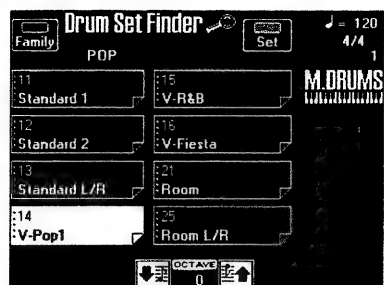 Drum Set Finder
Family
Set
♩= 120
4/4
1
POP
M.DRUMS
11
Standard 1
15
V-R&B
12
Standard 2
16
V-Fiesta
13
Standard L/R
21
Room
14
V-Pop1
25
Room L/R
OCTAVE
0